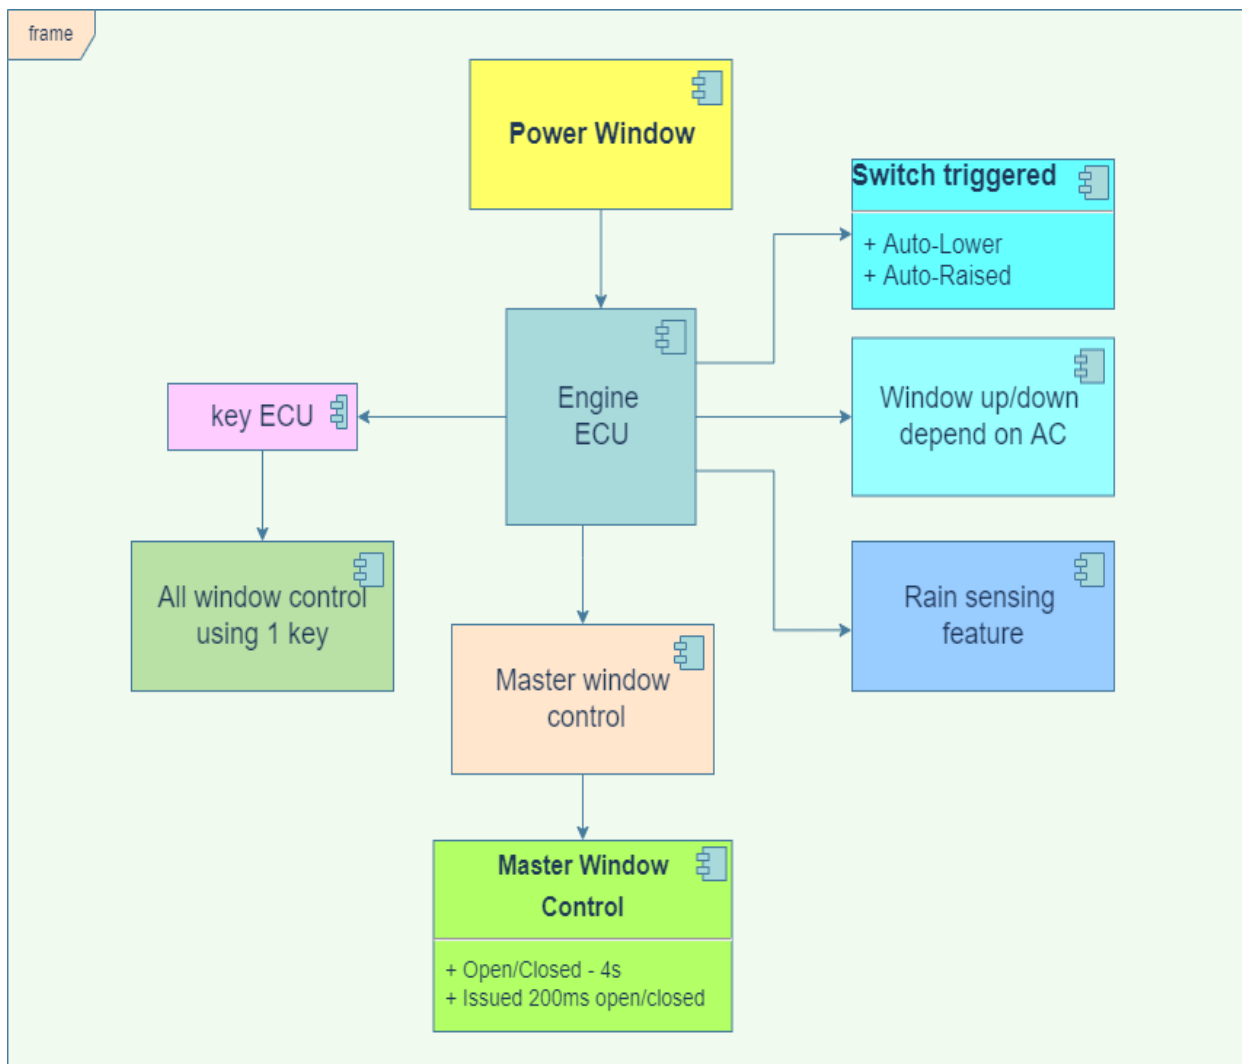 frame
Power Window
Switch triggered
+ Auto-Lower
+ Auto-Raised
Engine
ECU
Window up/down
depend on AC
key ECU
All window control
using 1 key
Rain sensing
feature
Master window
control
Master Window
Control
+ Open/Closed - 4s
+ Issued 200ms open/closed